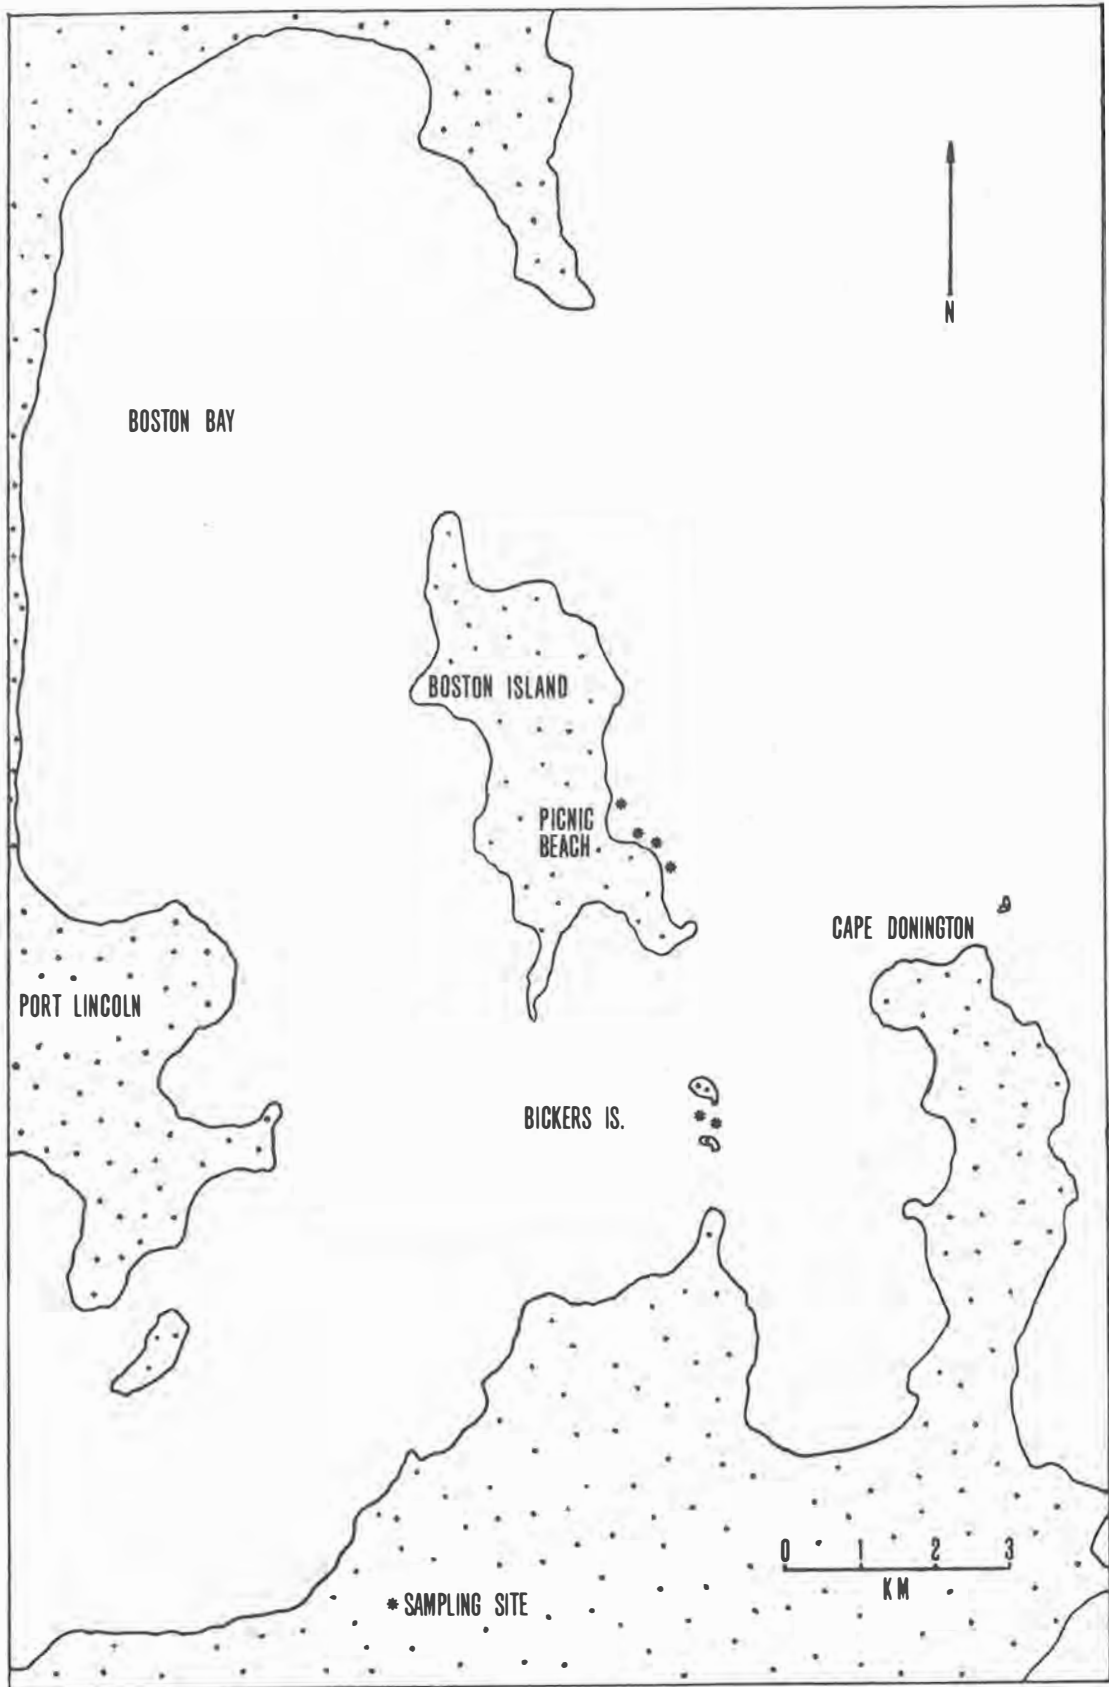 N
BOSTON BAY
BOSTON ISLAND
PICNIC
BEACH
CAPE DONINGTON
PORT LINCOLN
BICKERS IS.
0 1 2 3
KM
* SAMPLING SITE